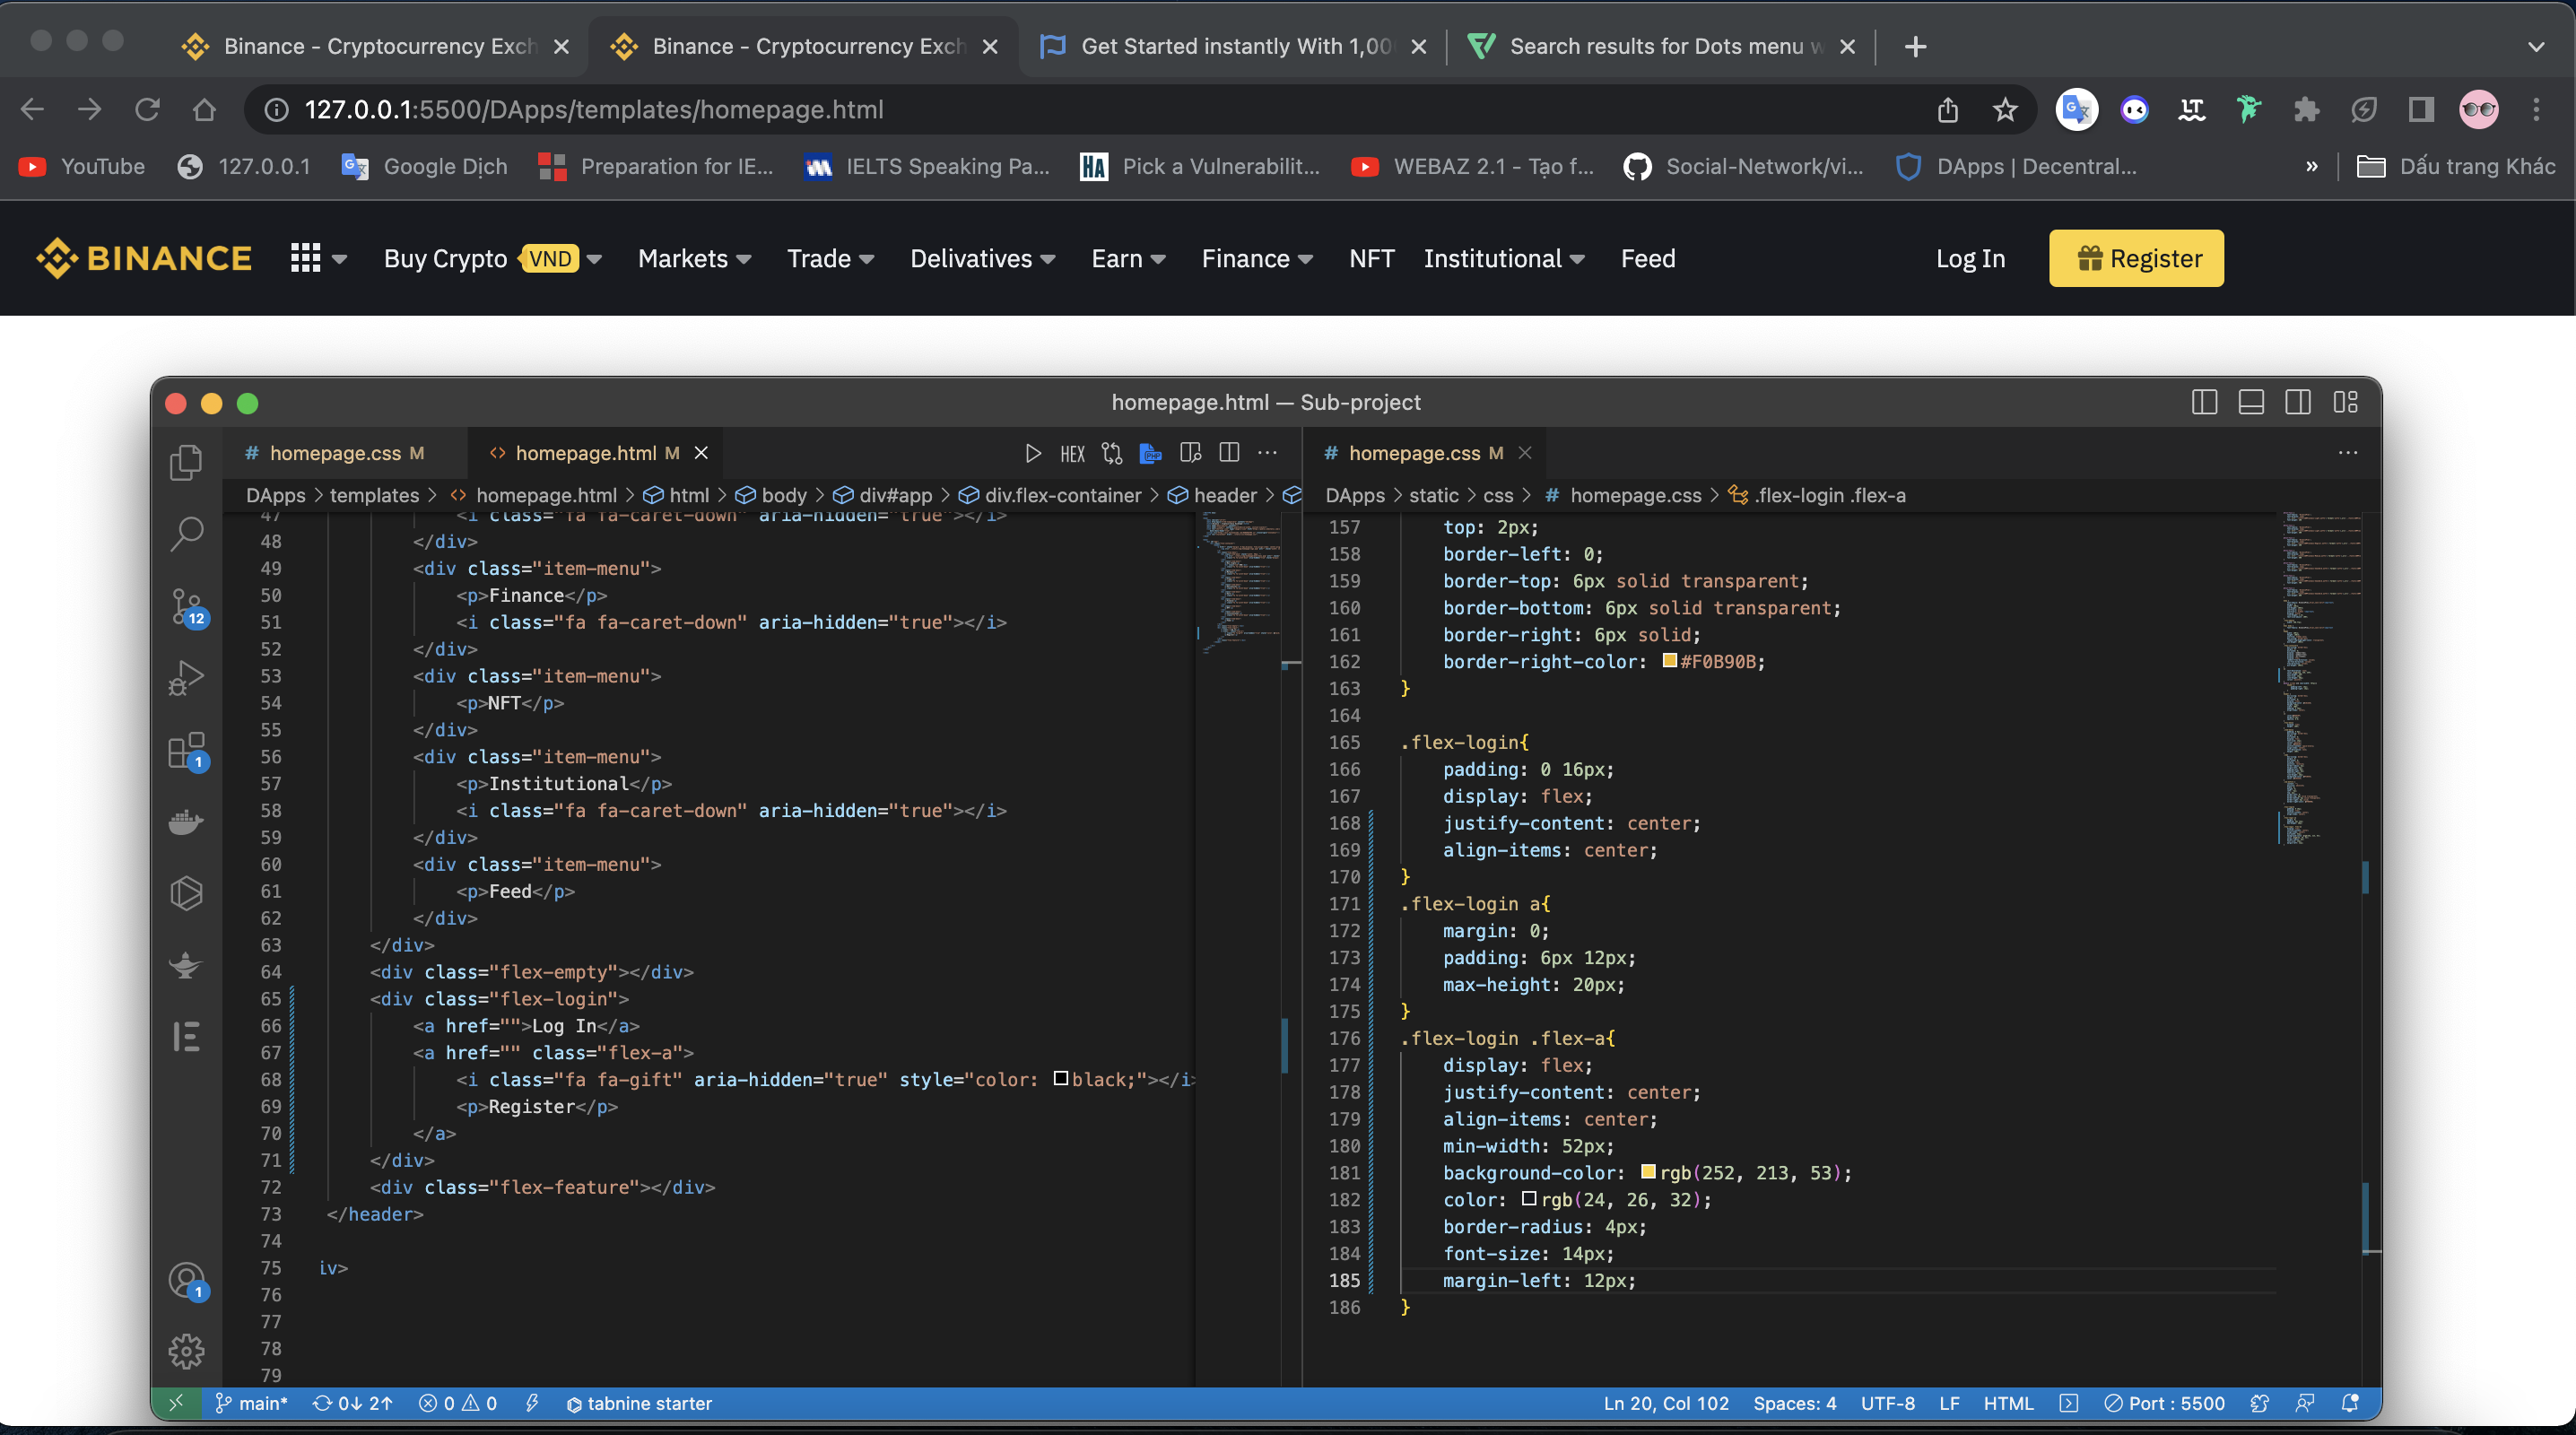 Binance - Cryptocurrency Exch
Binance - Cryptocurrency Exch
Get Started instantly With 1,00
Search results for Dots menu w
127.0.0.1:5500/DApps/templates/homepage.html
YouTube
127.0.0.1
Google Dịch
Preparation for IE...
IELTS Speaking Pa...
HA Pick a Vulnerabilit...
WEBAZ 2.1 - Tạo f...
Social-Network/vi...
DApps | Decentral...
»
Dấu trang Khác
BINANCE
Buy Crypto VND
Markets
Trade
Delivatives
Earn
Finance
NFT
Institutional
Feed
Log In
Register
homepage.html — Sub-project
# homepage.css M
<> homepage.html M
HEX
DApps > templates > <> homepage.html > html > body > div#app > div.flex-container > header >
47 <i class="fa fa-caret-down" aria-hidden="true"></i>
48 </div>
49 <div class="item-menu">
50 <p>Finance</p>
51 <i class="fa fa-caret-down" aria-hidden="true"></i>
52 </div>
53 <div class="item-menu">
54 <p>NFT</p>
55 </div>
56 <div class="item-menu">
57 <p>Institutional</p>
58 <i class="fa fa-caret-down" aria-hidden="true"></i>
59 </div>
60 <div class="item-menu">
61 <p>Feed</p>
62 </div>
63 </div>
64 <div class="flex-empty"></div>
65 <div class="flex-login">
66 <a href="">Log In</a>
67 <a href="" class="flex-a">
68 <i class="fa fa-gift" aria-hidden="true" style="color: black;"></i>
69 <p>Register</p>
70 </a>
71 </div>
72 <div class="flex-feature"></div>
73 </header>
74
75 iv>
76
77
78
79
# homepage.css M
DApps > static > css > # homepage.css > .flex-login .flex-a
157 top: 2px;
158 border-left: 0;
159 border-top: 6px solid transparent;
160 border-bottom: 6px solid transparent;
161 border-right: 6px solid;
162 border-right-color: #F0B90B;
163 }
164
165 .flex-login{
166 padding: 0 16px;
167 display: flex;
168 justify-content: center;
169 align-items: center;
170 }
171 .flex-login a{
172 margin: 0;
173 padding: 6px 12px;
174 max-height: 20px;
175 }
176 .flex-login .flex-a{
177 display: flex;
178 justify-content: center;
179 align-items: center;
180 min-width: 52px;
181 background-color: rgb(252, 213, 53);
182 color: rgb(24, 26, 32);
183 border-radius: 4px;
184 font-size: 14px;
185 margin-left: 12px;
186 }
12
1
1
main* 0↓ 2↑ 0 0 tabnine starter
Ln 20, Col 102 Spaces: 4 UTF-8 LF HTML Port : 5500